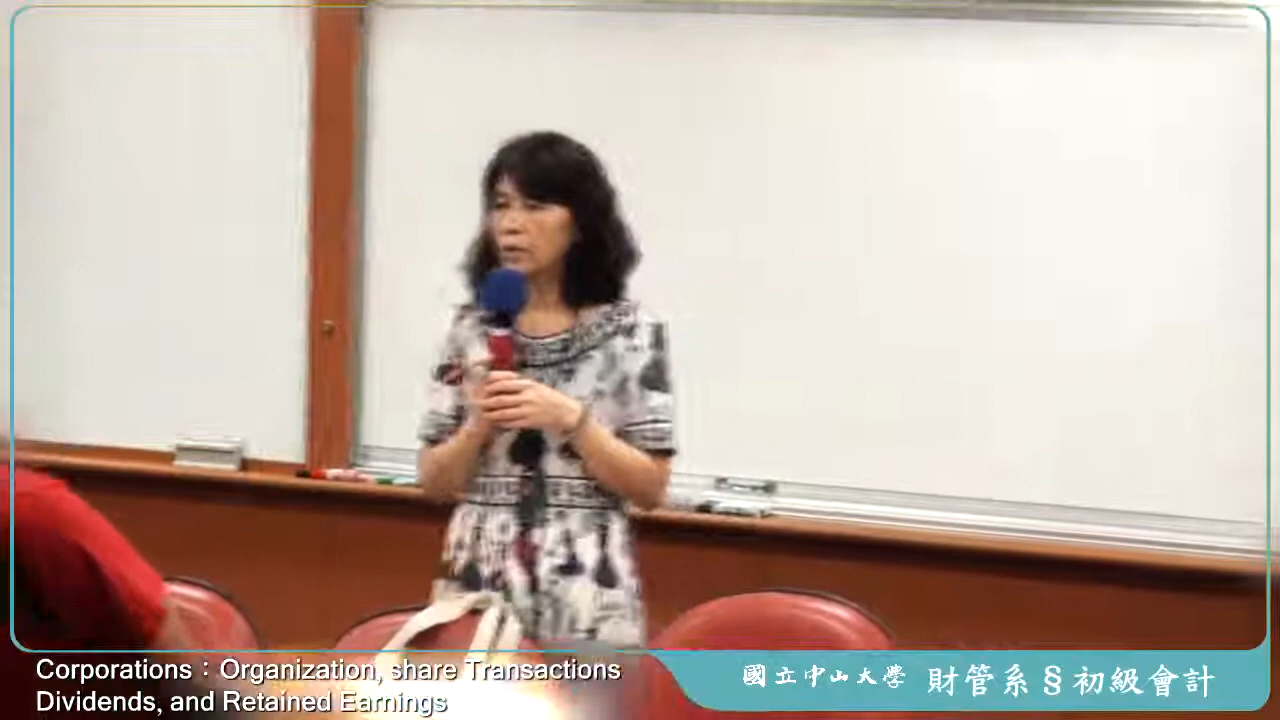 Corporations：Organization, share Transactions
Dividends, and Retained Earnings
國立中山大學 財管系§初級會計